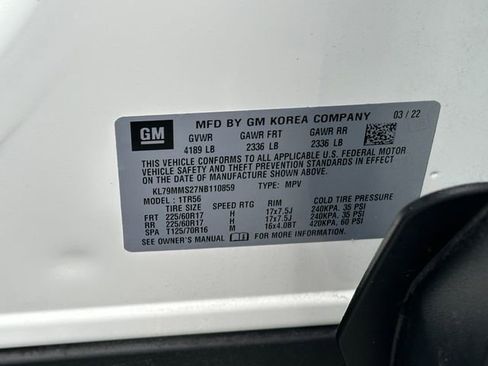 GM MFD BY GM KOREA COMPANY 03 / 22
GVWR GAWR FRT GAWR RR
4189 LB 2336 LB 2336 LB
THIS VEHICLE CONFORMS TO ALL APPLICABLE U.S. FEDERAL MOTOR
VEHICLE SAFETY, BUMPER, AND THEFT PREVENTION
STANDARDS IN EFFECT ON THE DATE OF MANUFACTURE
SHOWN ABOVE.
KL79MMS27NB110859 TYPE: MPV
MODEL: 1TR56
SPEED RTG RIM COLD TIRE PRESSURE
FRT 225/60R17 H 17x7.5J 240KPA, 35 PSI
RR 225/60R17 H 17x7.5J 240KPA, 35 PSI
SPA T125/70R16 M 16x4.0BT 420KPA, 60 PSI
SEE OWNER'S MANUAL FOR MORE INFORMATION.